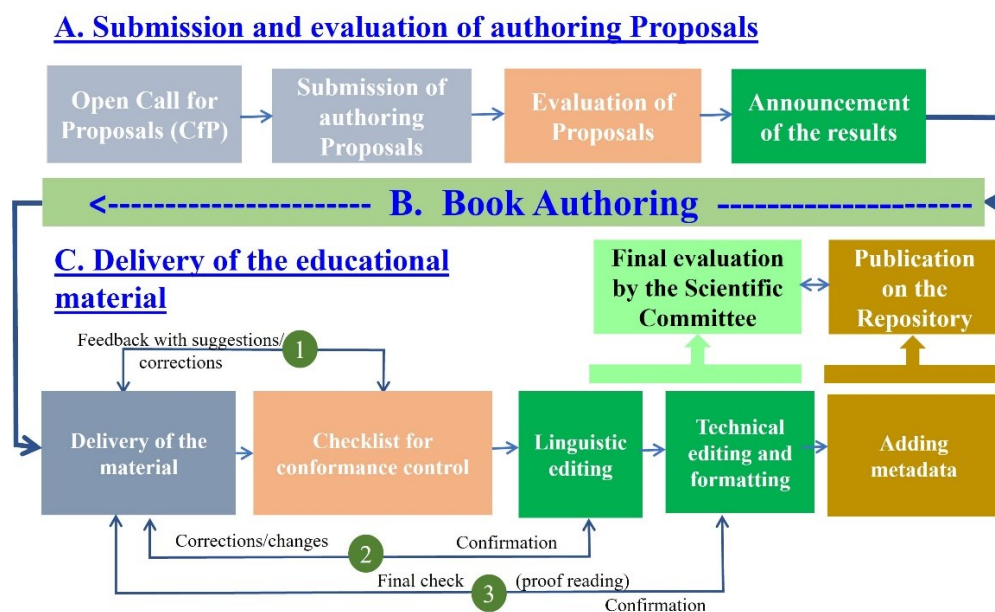 A. Submission and evaluation of authoring Proposals
Open Call for
Proposals (CfP)
Submission of
authoring
Proposals
Evaluation of
Proposals
Announcement
of the results
<----------------------- B. Book Authoring ----------------------
C. Delivery of the educational
material
Final evaluation
by the Scientific
Committee
Publication
on the
Repository
Feedback with suggestions/
corrections
1
Delivery of the
material
Checklist for
conformance control
Linguistic
editing
Technical
editing and
formatting
Adding
metadata
Corrections/changes
2
Confirmation
Final check
3
(proof reading)
Confirmation